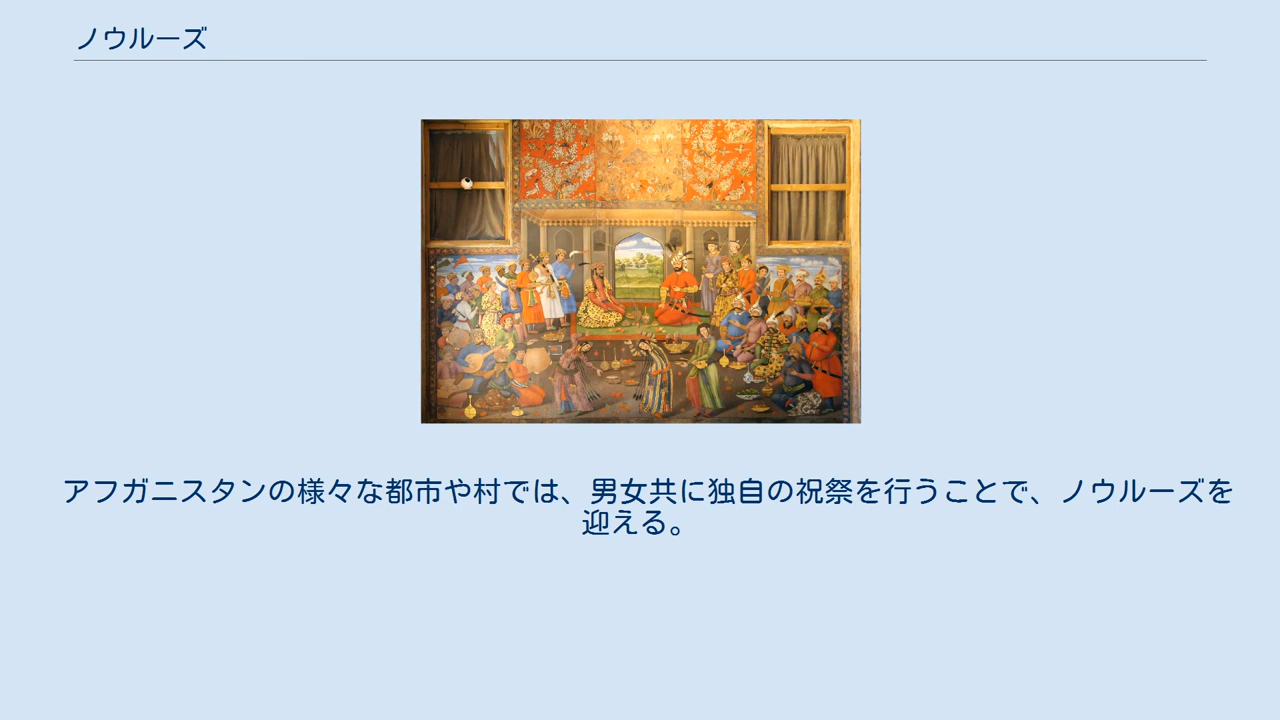 ノウルーズ
アフガニスタンの様々な都市や村では、男女共に独自の祝祭を行うことで、ノウルーズを
迎える。